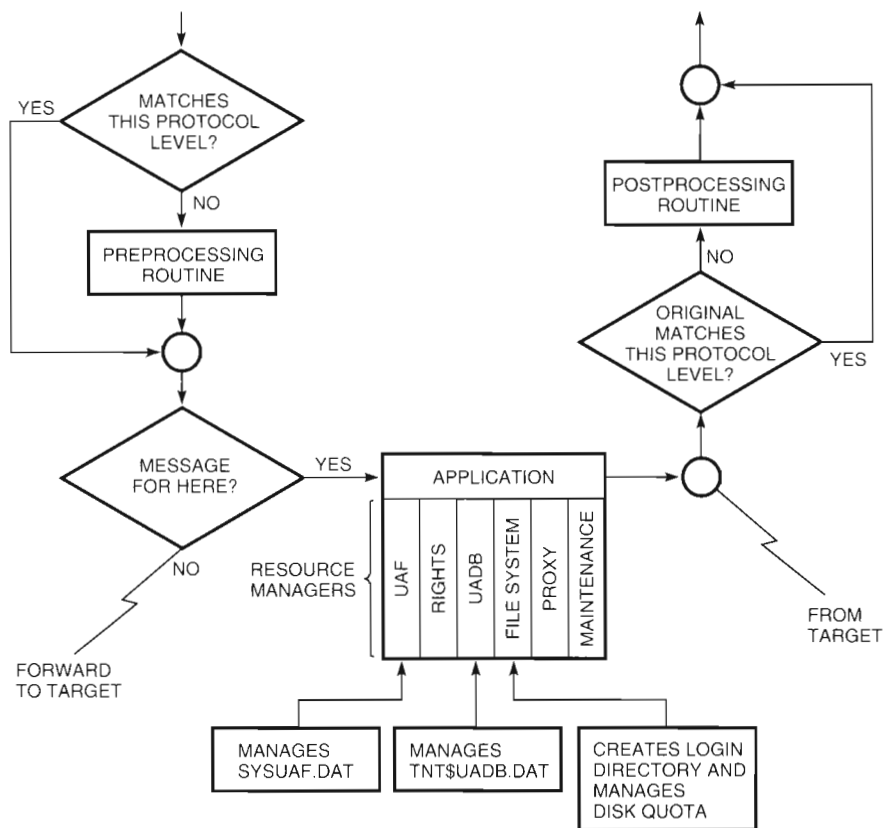 MATCHES
THIS PROTOCOL
LEVEL?
YES
NO
PREPROCESSING
ROUTINE
MESSAGE
FOR HERE?
YES
NO
FORWARD
TO TARGET
APPLICATION
RESOURCE
MANAGERS
UAF
RIGHTS
UADB
FILE SYSTEM
PROXY
MAINTENANCE
MANAGES
SYSUAF.DAT
MANAGES
TNT$UADB.DAT
CREATES LOGIN
DIRECTORY AND
MANAGES
DISK QUOTA
POSTPROCESSING
ROUTINE
NO
ORIGINAL
MATCHES
THIS PROTOCOL
LEVEL?
YES
FROM
TARGET